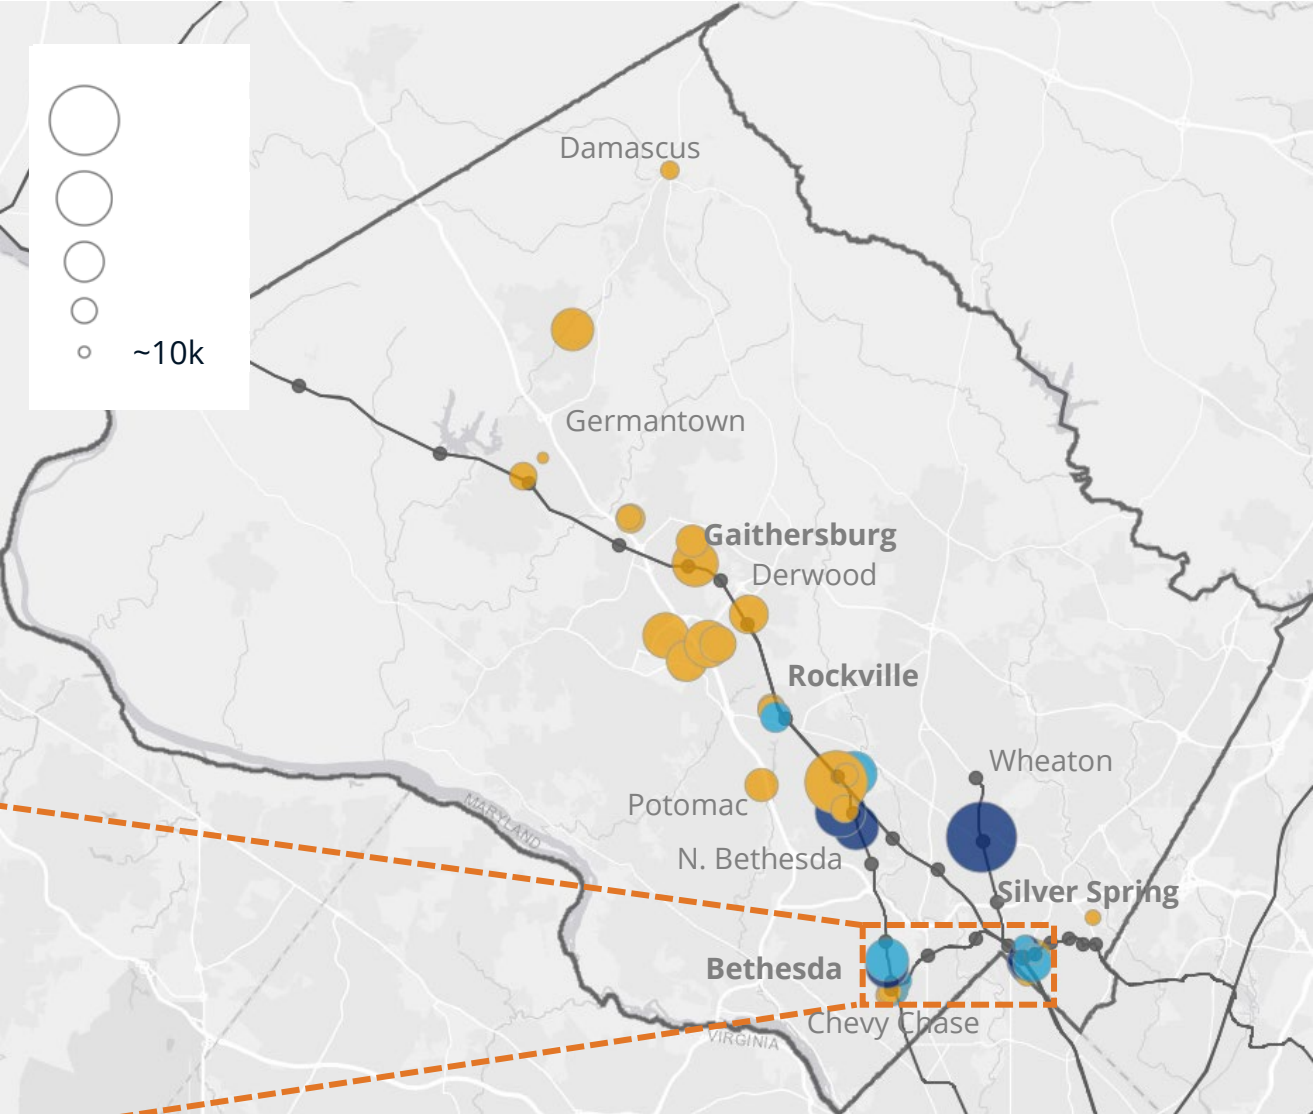 Damascus
~10k
Germantown
Gaithersburg
Derwood
Rockville
Wheaton
Potomac
MARYLAND
N. Bethesda
Silver Spring
Bethesda
Chevy Chase
VIRGINIA